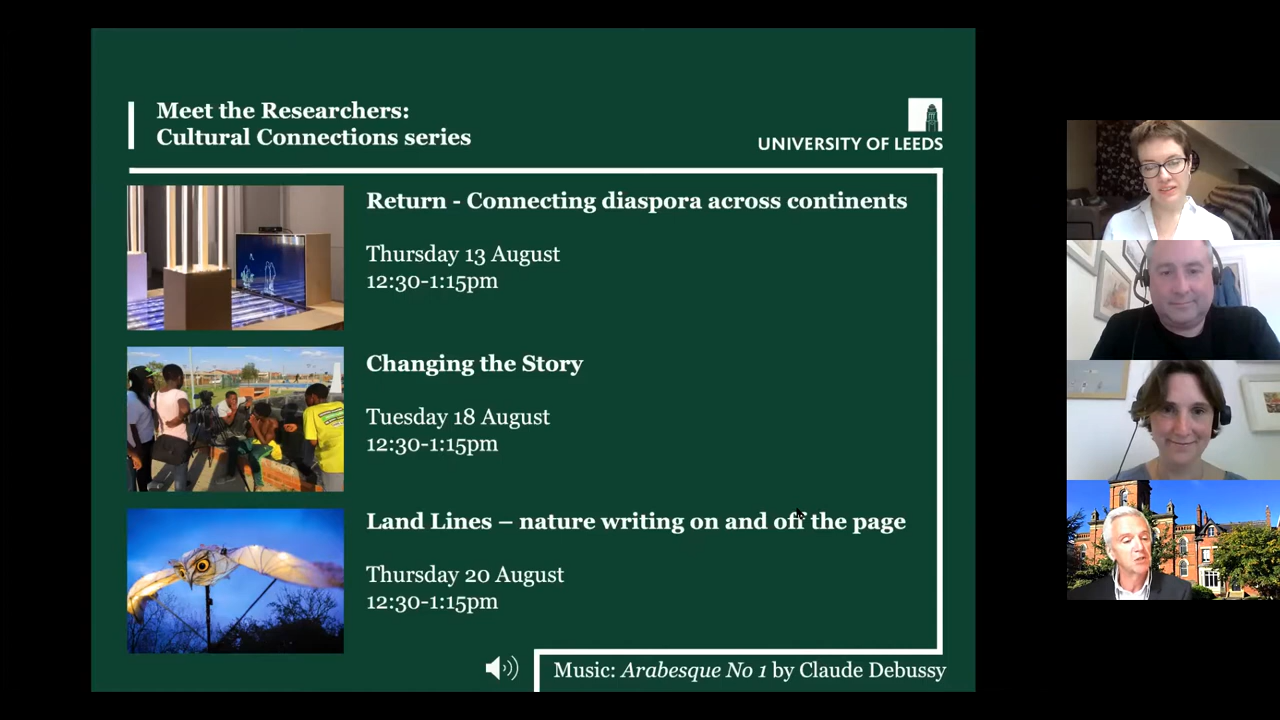 Meet the Researchers:
Cultural Connections series
UNIVERSITY OF LEEDS
Return - Connecting diaspora across continents
Thursday 13 August
12:30-1:15pm
Changing the Story
Tuesday 18 August
12:30-1:15pm
Land Lines – nature writing on and off the page
Thursday 20 August
12:30-1:15pm
Music: Arabesque No 1 by Claude Debussy